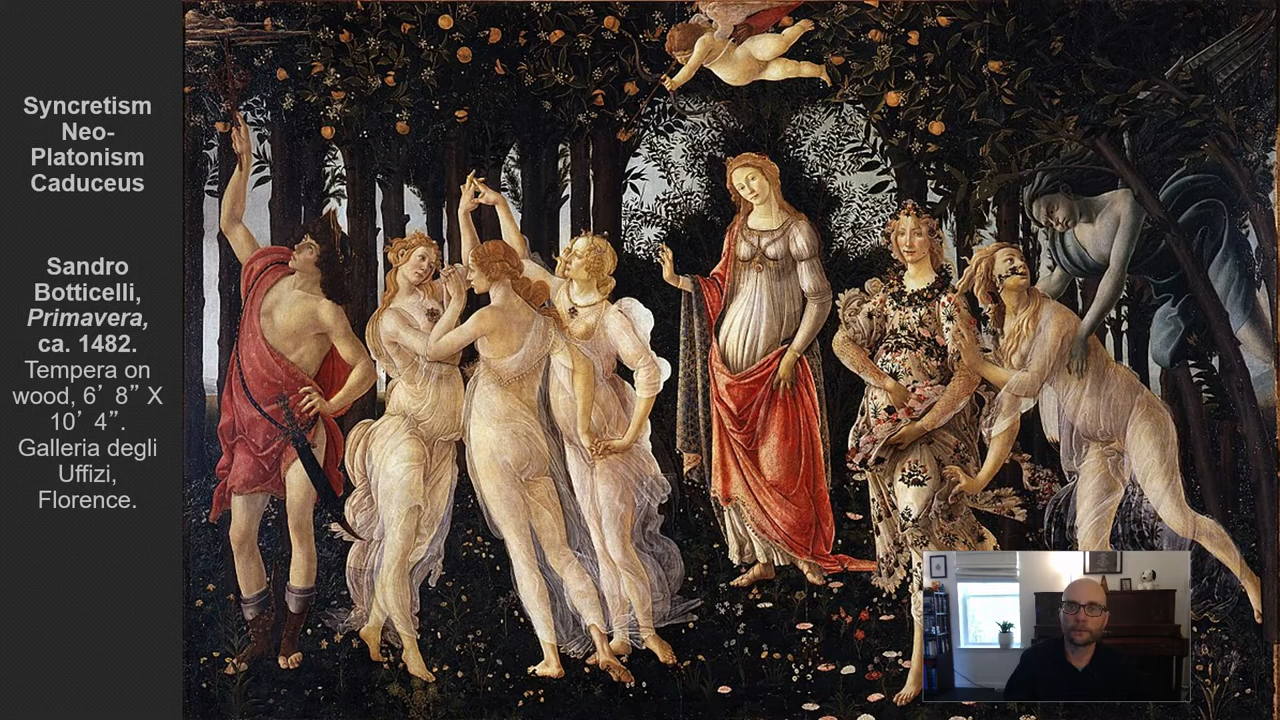 Syncretism
Neo-
Platonism
Caduceus
Sandro
Botticelli,
Primavera,
ca. 1482.
Tempera on
wood, 6’ 8” X
10’ 4”.
Galleria degli
Uffizi,
Florence.